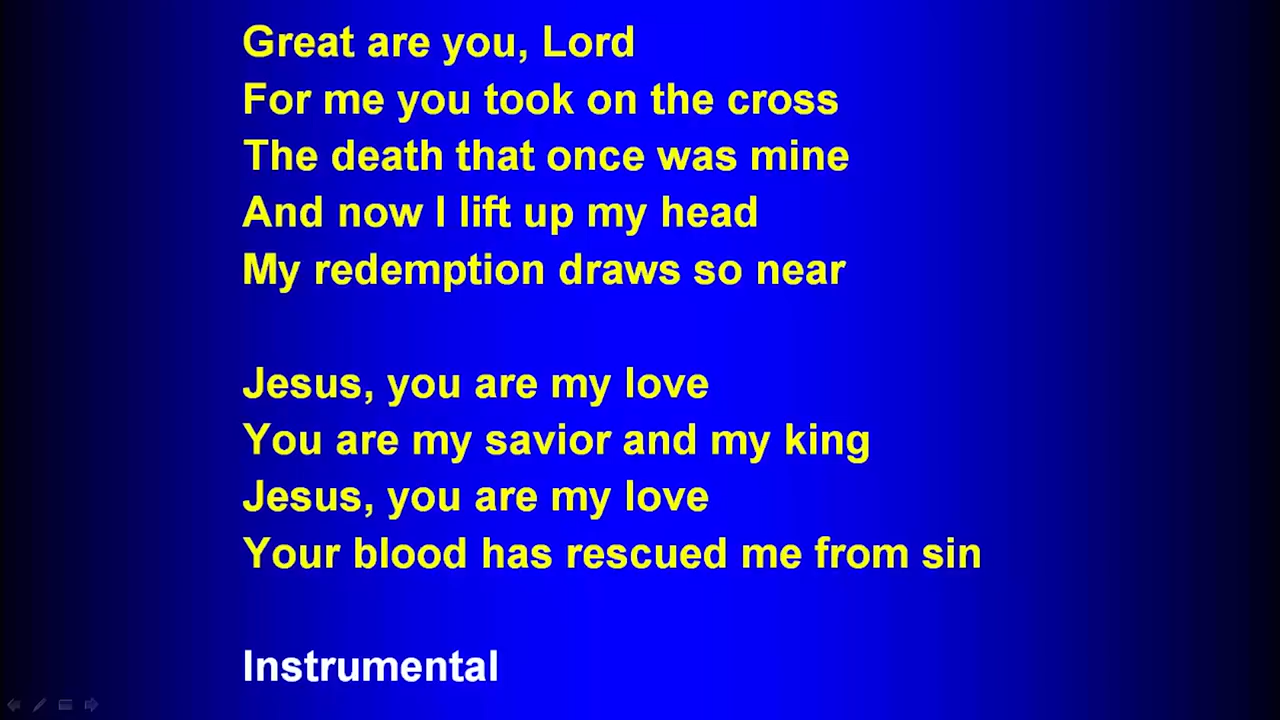 Great are you, Lord
For me you took on the cross
The death that once was mine
And now I lift up my head
My redemption draws so near
Jesus, you are my love
You are my savior and my king
Jesus, you are my love
Your blood has rescued me from sin
Instrumental